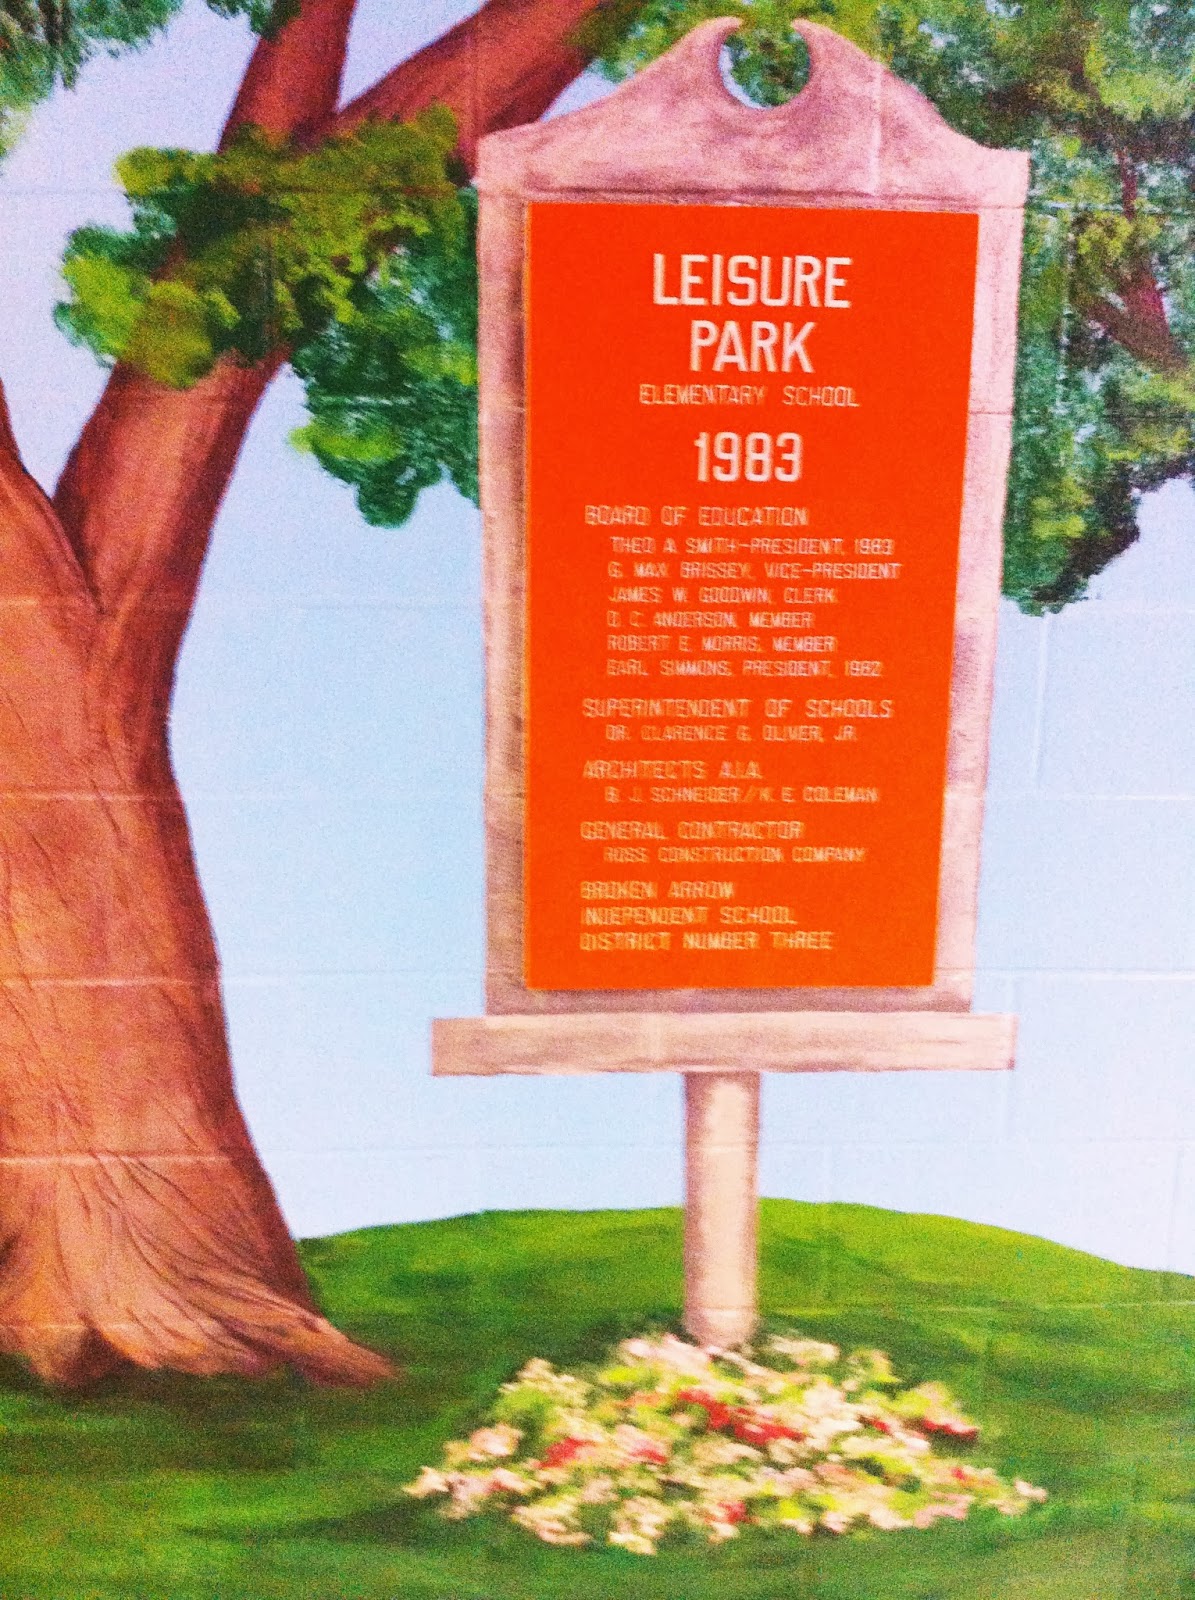 LEISURE
PARK
ELEMENTARY SCHOOL
1983
BOARD OF EDUCATION
THEO A. SMITH-PRESIDENT, 1983
G. MAX BRISSEY, VICE-PRESIDENT
JAMES W. GOODWIN, CLERK
C. ANDERSON, MEMBER
ROBERT E. MORRIS, MEMBER
EARL SIMMONS, PRESIDENT, 1982
SUPERINTENDENT OF SCHOOLS
DR. CLARENCE G. OLIVER, JR.
ARCHITECTS A.I.A.
B. J. SCHNEIDER // K. E. COLEMAN
GENERAL CONTRACTOR
ROSS CONSTRUCTION COMPANY
BROKEN ARROW
INDEPENDENT SCHOOL
DISTRICT NUMBER THREE